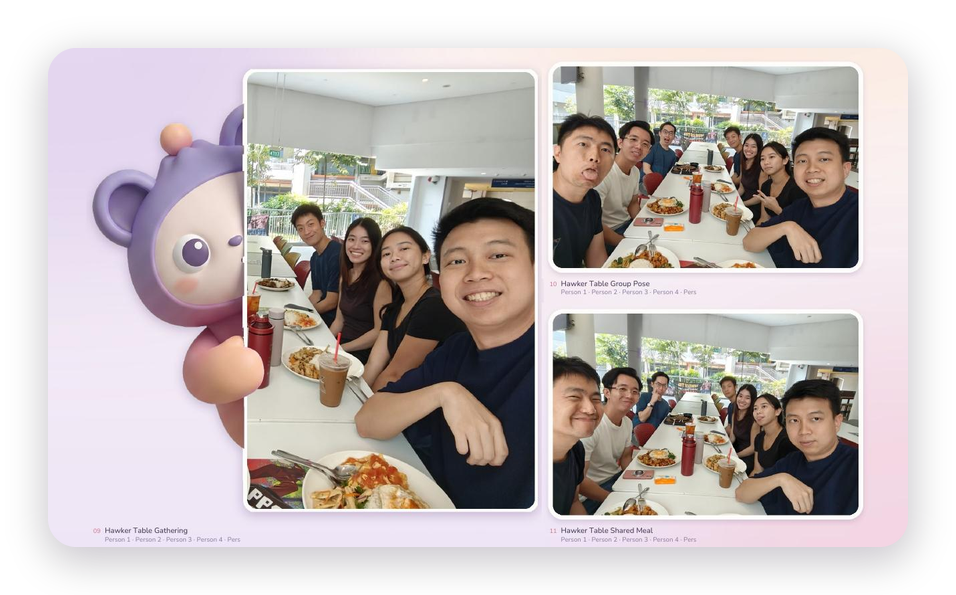 10 Hawker Table Group Pose
Person 1 · Person 2 · Person 3 · Person 4 · Pers
09 Hawker Table Gathering
Person 1 · Person 2 · Person 3 · Person 4 · Pers
11 Hawker Table Shared Meal
Person 1 · Person 2 · Person 3 · Person 4 · Pers